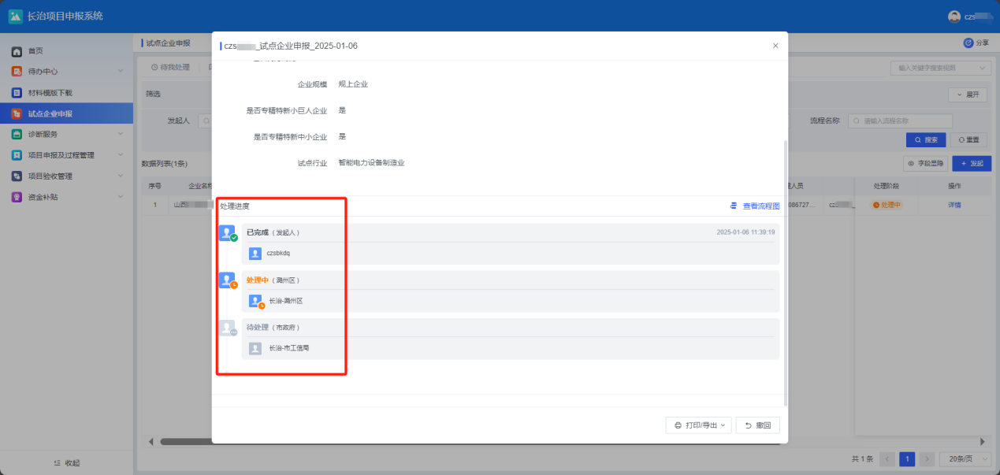 长治项目申报系统
czs
首页
待办中心
材料模版下载
试点企业申报
诊断服务
项目申报及过程管理
项目验收管理
资金补贴
收起
试点企业申报
分享
待我处理
输入关键字搜索视图
筛选
展开
发起人
流程名称
请输入流程名称
搜索
重置
数据列表(1条)
字段显隐
+ 发起
序号
企业名称
人员
处理阶段
操作
1
山西
086727...
cz
处理中
详情
共 1 条
1
20条/页
czs
_试点企业申报_2025-01-06
企业规模 规上企业
是否专精特新小巨人企业 是
是否专精特新中小企业 是
试点行业 智能电力设备制造业
处理进度
查看流程图
已完成（发起人）
2025-01-06 11:39:19
czsbkdq
处理中（潞州区）
长治-潞州区
待处理（市政府）
长治-市工信局
打印/导出
撤回